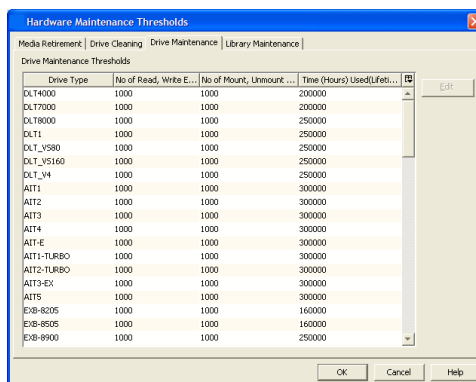 Hardware Maintenance Thresholds
Media Retirement Drive Cleaning Drive Maintenance Library Maintenance
Drive Maintenance Thresholds
Drive Type No of Read, Write E... No of Mount, Unmount ... Time (Hours) Used(Lifeti...
DLT4000 1000 1000 200000
Edit
DLT7000 1000 1000 200000
DLT8000 1000 1000 250000
DLT1 1000 1000 250000
DLT_VS80 1000 1000 250000
DLT_VS160 1000 1000 250000
DLT_V4 1000 1000 250000
AIT1 1000 1000 300000
AIT2 1000 1000 300000
AIT3 1000 1000 300000
AIT4 1000 1000 300000
AIT-E 1000 1000 300000
AIT1-TURBO 1000 1000 300000
AIT2-TURBO 1000 1000 300000
AIT3-EX 1000 1000 300000
AIT5 1000 1000 300000
EXB-8205 1000 1000 160000
EXB-8505 1000 1000 160000
EXB-8900 1000 1000 250000
OK Cancel Help